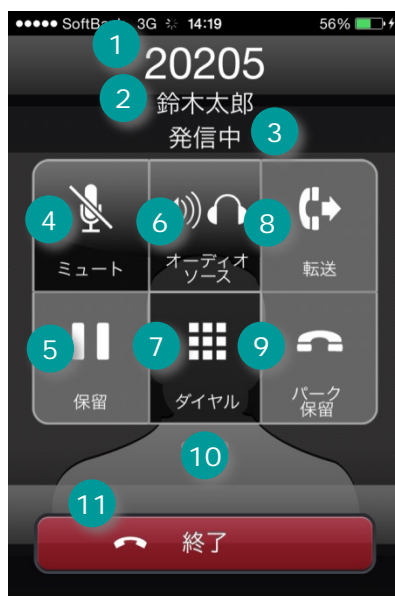 SoftBank 3G 14:19 56%
1
20205
2 鈴木太郎
発信中 3
4 6 8
ミュート オーディオ 転送
ソース
5 7 9
保留 ダイヤル パーク
保留
10
11
終了